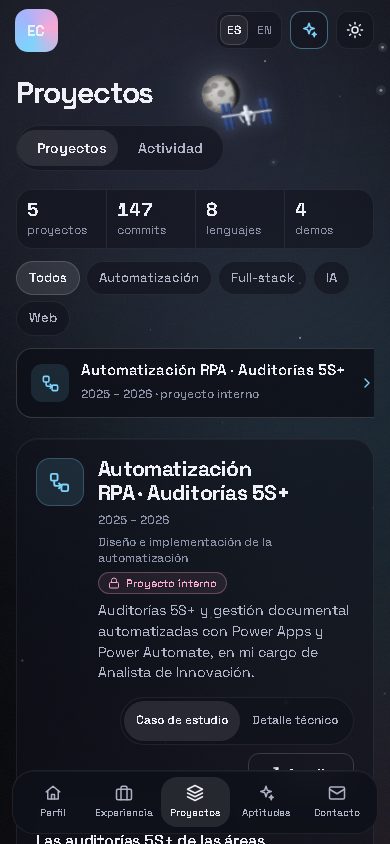 EC
ES EN
Proyectos
Proyectos Actividad
5 147 8 4
proyectos commits lenguajes demos
Todos Automatización Full-stack IA
Web
Automatización RPA · Auditorías 5S+
2025 – 2026 · proyecto interno
Automatización
RPA · Auditorías 5S+
2025 – 2026
Diseño e implementación de la
automatización
Proyecto interno
Auditorías 5S+ y gestión documental
automatizadas con Power Apps y
Power Automate, en mi cargo de
Analista de Innovación.
Caso de estudio Detalle técnico
Perfil Experiencia Proyectos Aptitudes Contacto
Las auditorías 5S+ de las áreas